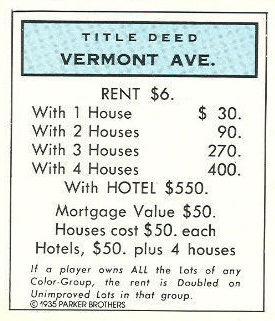 TITLE DEED
VERMONT AVE.
RENT $6.
With 1 House $ 30.
With 2 Houses 90.
With 3 Houses 270.
With 4 Houses 400.
With HOTEL $550.
Mortgage Value $50.
Houses cost $50. each
Hotels, $50. plus 4 houses
If a player owns ALL the Lots of any
Color-Group, the rent is Doubled on
Unimproved Lots in that group.
© 1935 PARKER BROTHERS